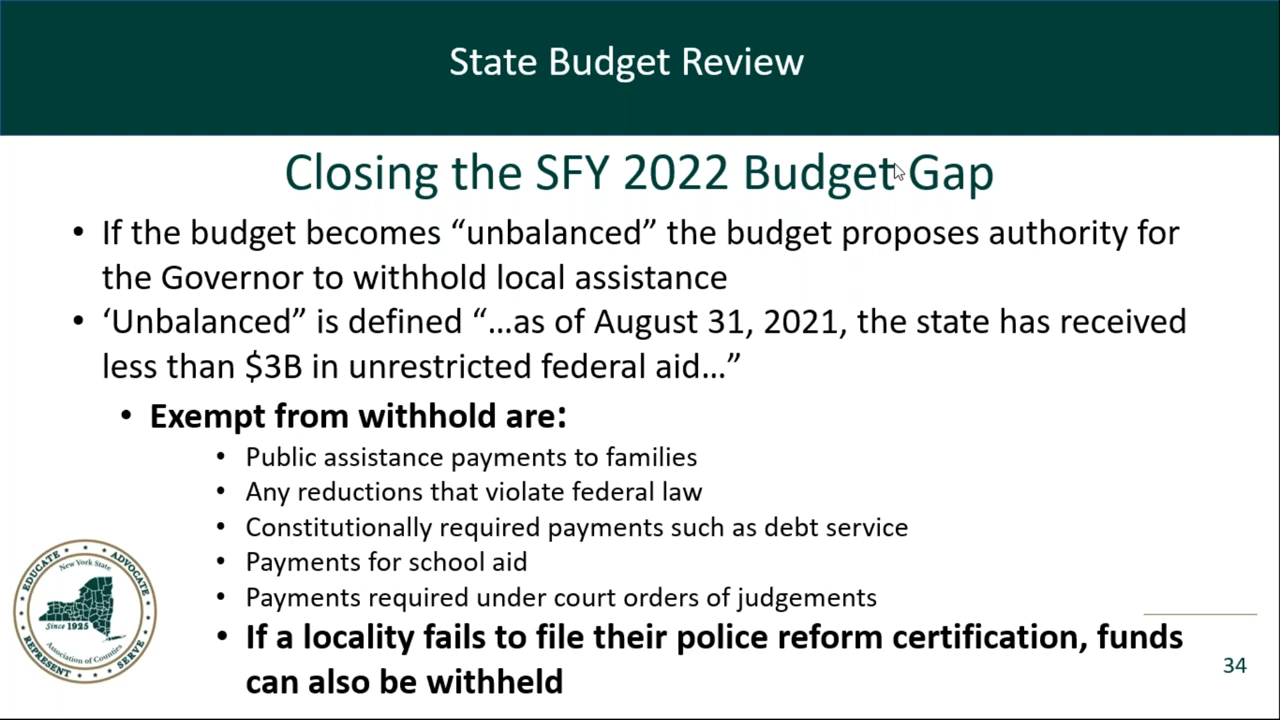 State Budget Review
Closing the SFY 2022 Budget Gap
• If the budget becomes “unbalanced” the budget proposes authority for
the Governor to withhold local assistance
• ‘Unbalanced” is defined “…as of August 31, 2021, the state has received
less than $3B in unrestricted federal aid…”
• Exempt from withhold are:
• Public assistance payments to families
• Any reductions that violate federal law
• Constitutionally required payments such as debt service
• Payments for school aid
• Payments required under court orders of judgements
• If a locality fails to file their police reform certification, funds
can also be withheld
EDUCATE ADVOCATE
New York State
Since 1925
Association of Counties
REPRESENT SERVE
34